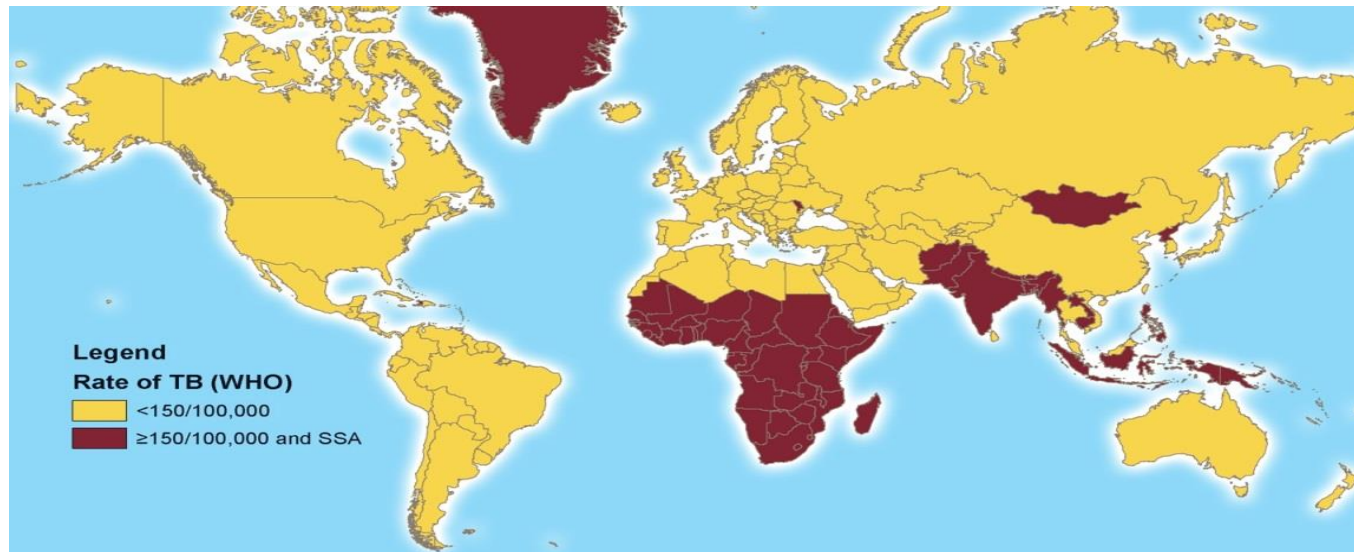 Legend
Rate of TB (WHO)
<150/100,000
≥150/100,000 and SSA